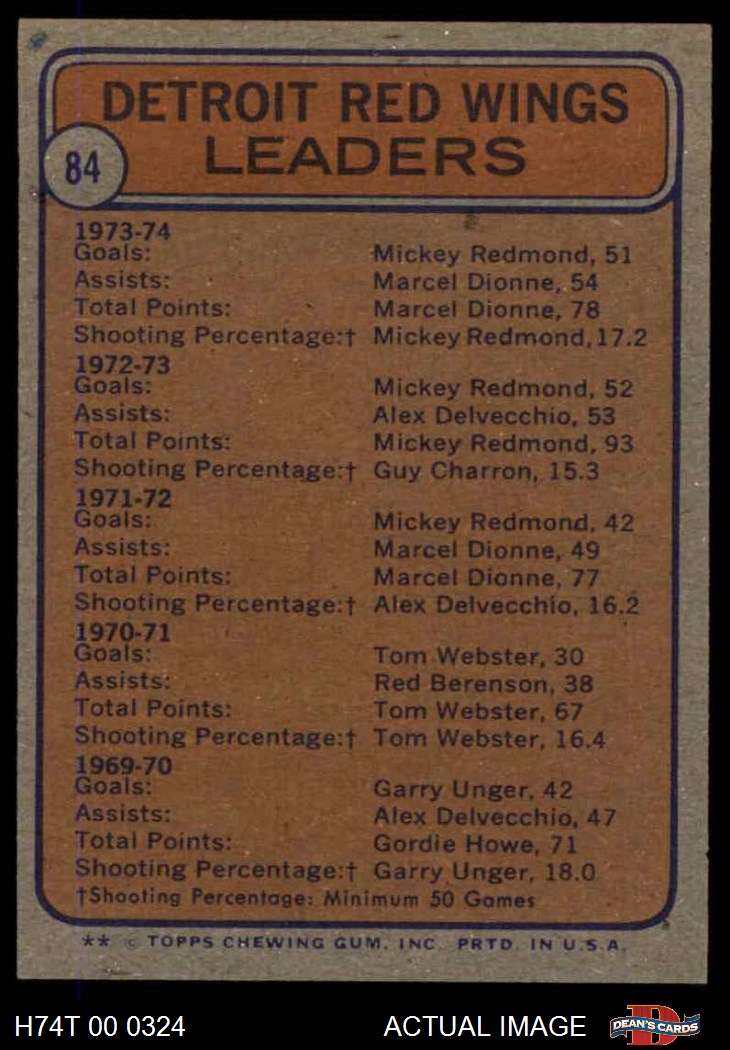 DETROIT RED WINGS
LEADERS
84
1973-74
Goals: Mickey Redmond, 51
Assists: Marcel Dionne, 54
Total Points: Marcel Dionne, 78
Shooting Percentage:† Mickey Redmond, 17.2
1972-73
Goals: Mickey Redmond, 52
Assists: Alex Delvecchio, 53
Total Points: Mickey Redmond, 93
Shooting Percentage:† Guy Charron, 15.3
1971-72
Goals: Mickey Redmond, 42
Assists: Marcel Dionne, 49
Total Points: Marcel Dionne, 77
Shooting Percentage:† Alex Delvecchio, 16.2
1970-71
Goals: Tom Webster, 30
Assists: Red Berenson, 38
Total Points: Tom Webster, 67
Shooting Percentage:† Tom Webster, 16.4
1969-70
Goals: Garry Unger, 42
Assists: Alex Delvecchio, 47
Total Points: Gordie Howe, 71
Shooting Percentage:† Garry Unger, 18.0
†Shooting Percentage: Minimum 50 Games
** © TOPPS CHEWING GUM, INC. PRTD. IN U.S.A.
H74T 00 0324 ACTUAL IMAGE D DEAN'S CARDS